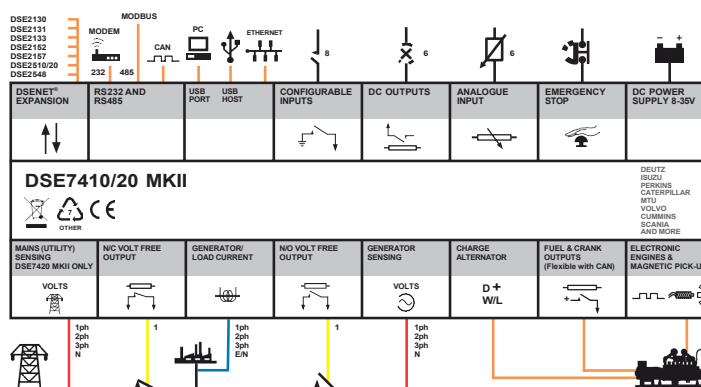 DSE2130
DSE2131
DSE2133
DSE2152
DSE2157
DSE2510/20
DSE2548
MODEM
MODBUS
CAN
PC
ETHERNET
232 485
8
6
6
DSENET® EXPANSION
RS232 AND RS485
USB PORT
USB HOST
CONFIGURABLE INPUTS
DC OUTPUTS
ANALOGUE INPUT
EMERGENCY STOP
DC POWER SUPPLY 8-35V
DSE7410/20 MKII
7
OTHER
CE
DEUTZ
ISUZU
PERKINS
CATERPILLAR
MTU
VOLVO
CUMMINS
SCANIA
AND MORE
MAINS (UTILITY)
SENSING
DSE7420 MKII ONLY
VOLTS
N/C VOLT FREE
OUTPUT
GENERATOR/
LOAD CURRENT
N/O VOLT FREE
OUTPUT
GENERATOR
SENSING
VOLTS
CHARGE
ALTERNATOR
D+
W/L
FUEL & CRANK
OUTPUTS
(Flexible with CAN)
ELECTRONIC
ENGINES &
MAGNETIC PICK-U
1ph
2ph
3ph
N
1
1ph
2ph
3ph
E/N
1
1ph
2ph
3ph
N